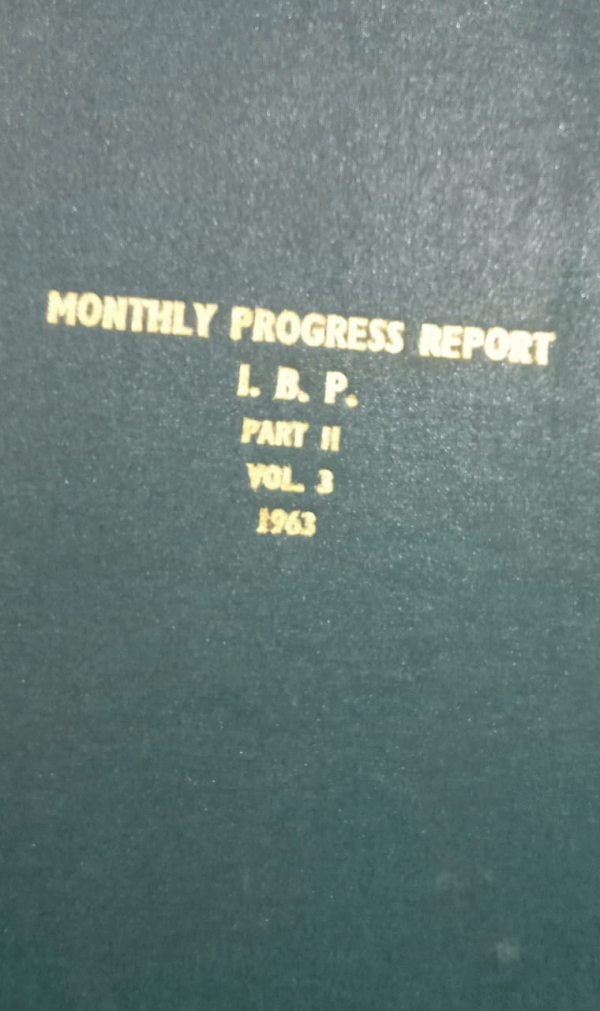 MONTHLY PROGRESS REPORT
I. B. P.
PART II
VOL. 3
1963